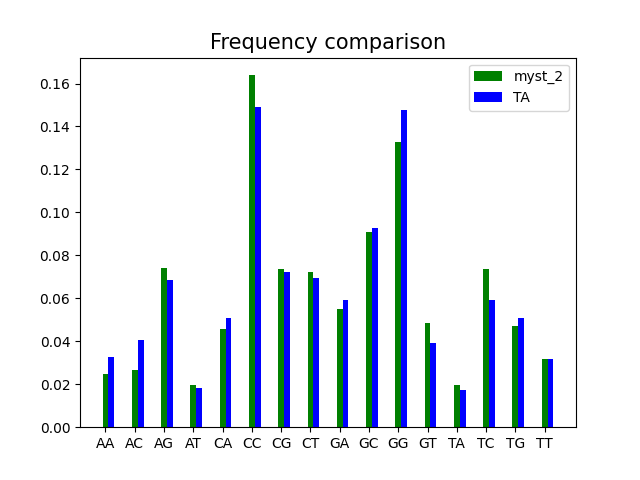 Frequency comparison
myst_2
TA
0.16
0.14
0.12
0.10
0.08
0.06
0.04
0.02
0.00
AA AC AG AT CA CC CG CT GA GC GG GT TA TC TG TT